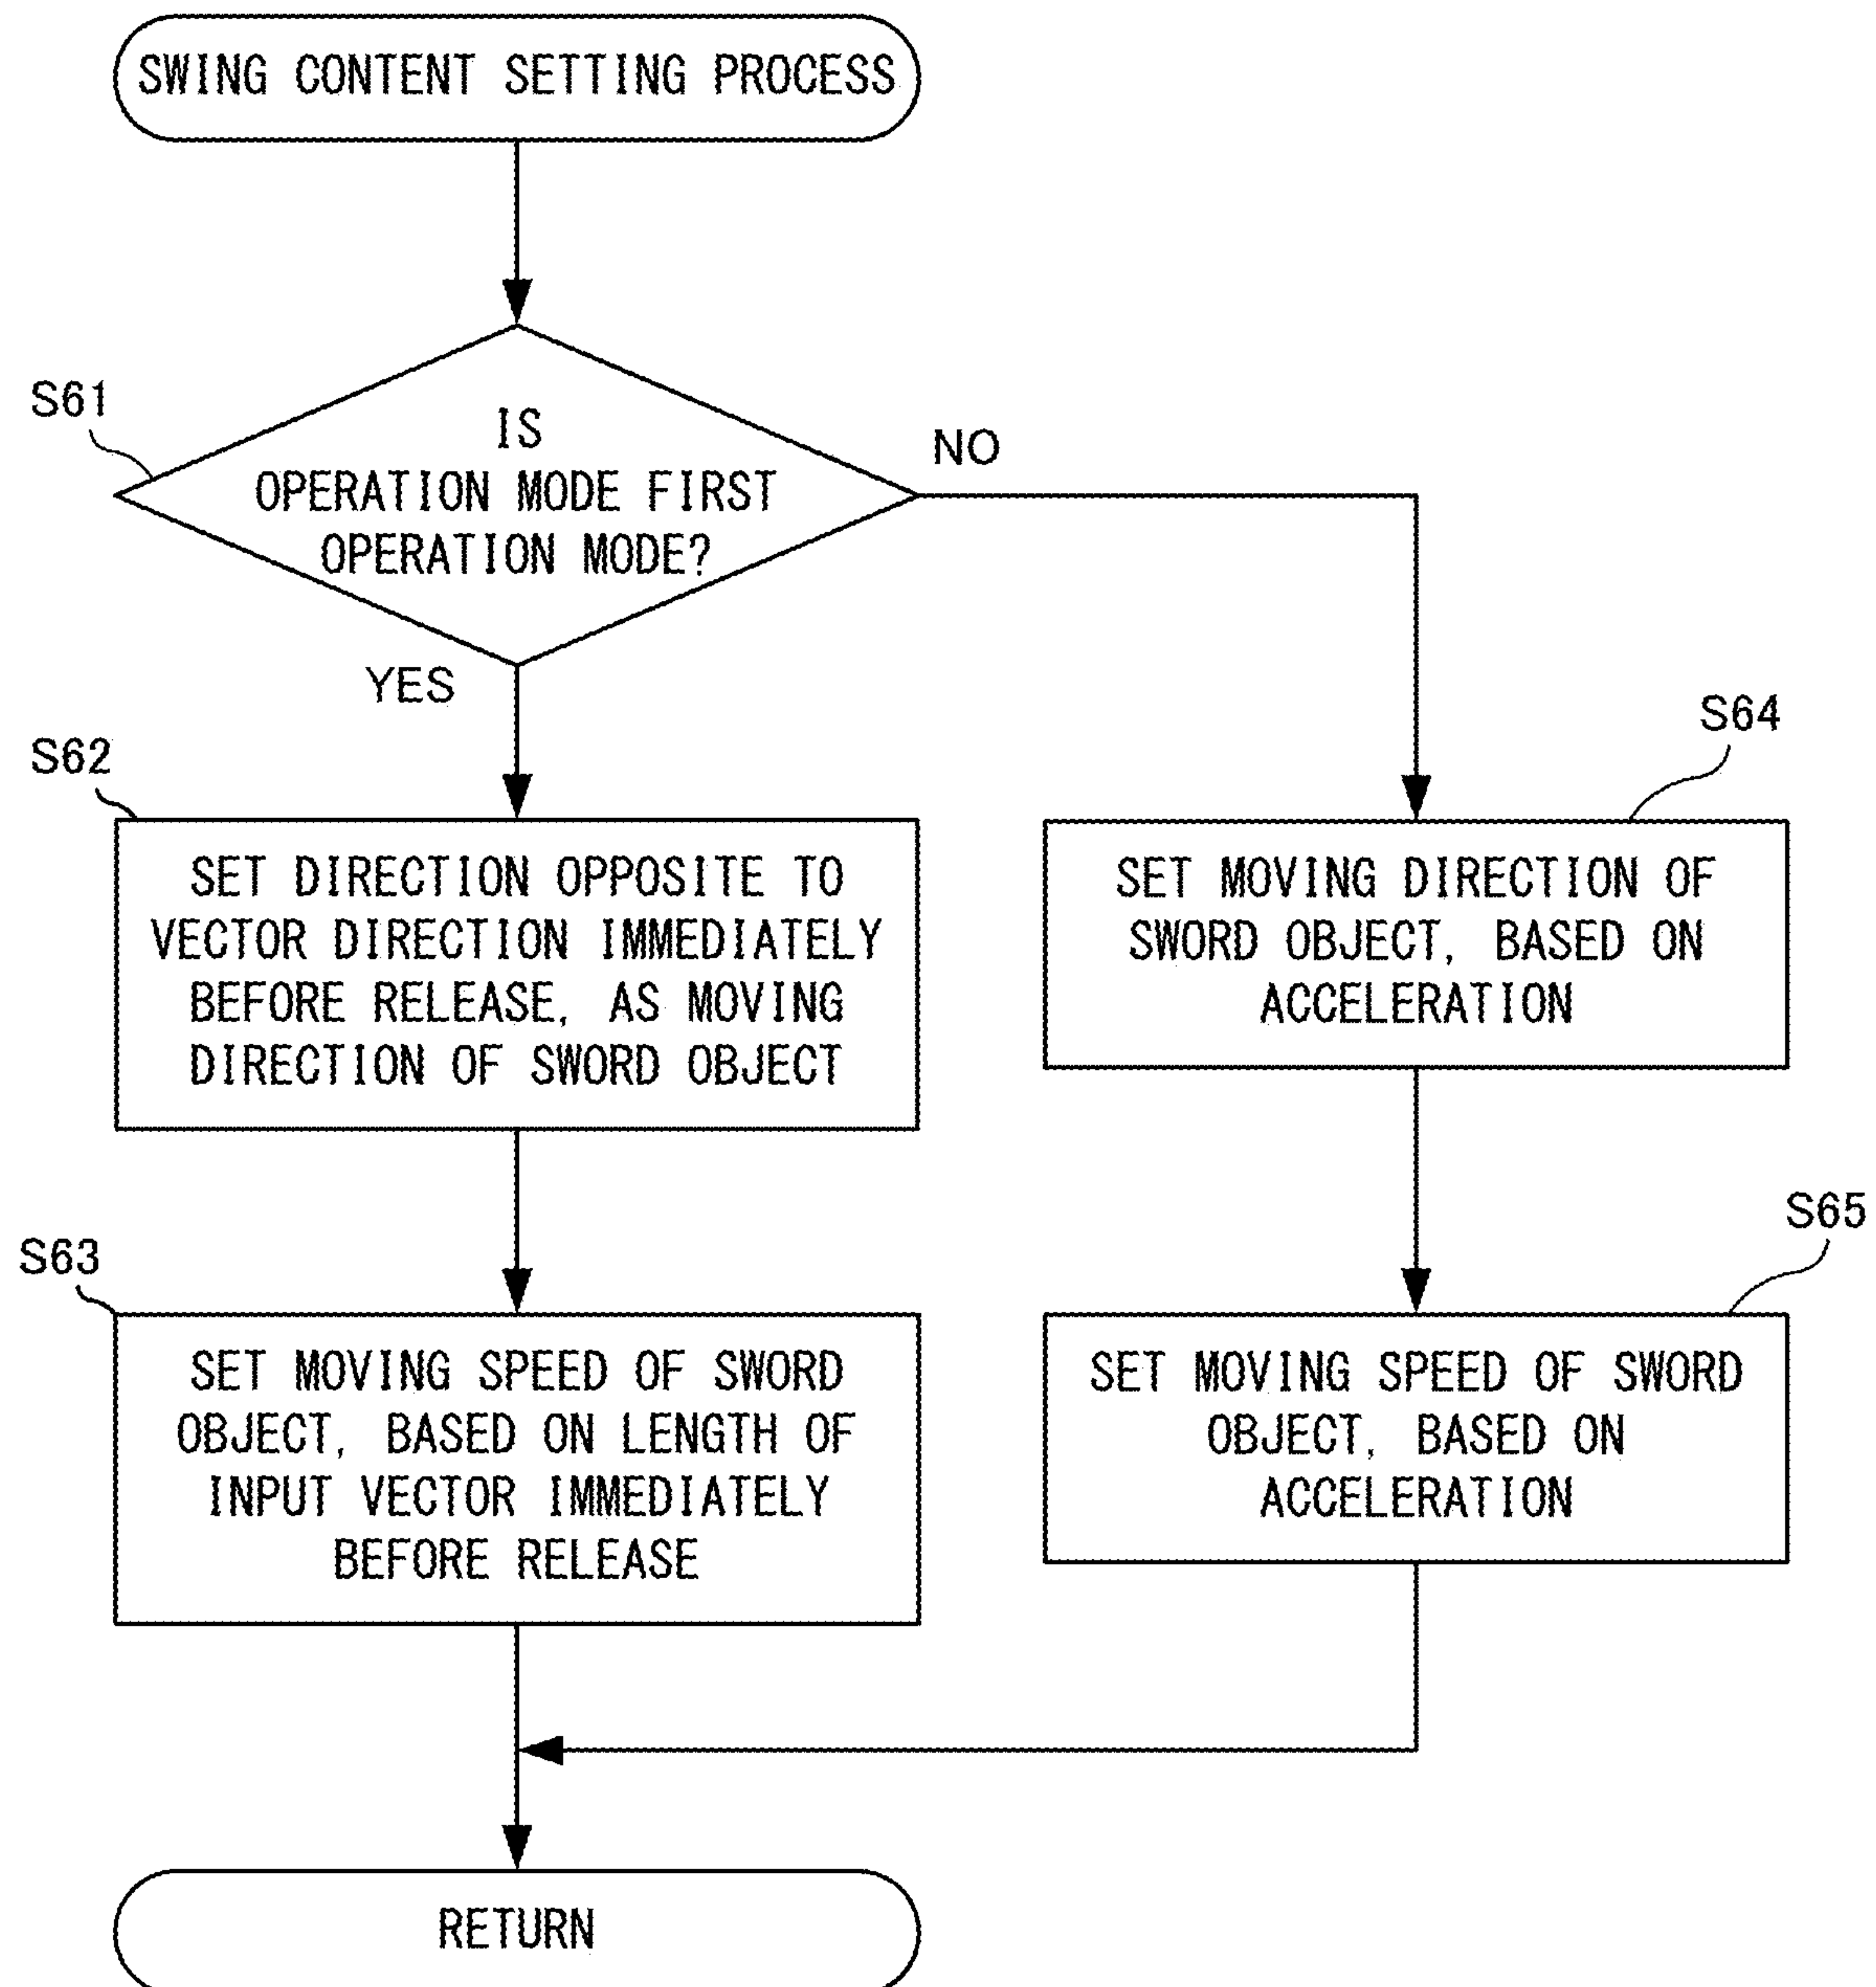 SWING CONTENT SETTING PROCESS
S61
IS
OPERATION MODE FIRST
OPERATION MODE?
NO
YES
S62
SET DIRECTION OPPOSITE TO
VECTOR DIRECTION IMMEDIATELY
BEFORE RELEASE, AS MOVING
DIRECTION OF SWORD OBJECT
S64
SET MOVING DIRECTION OF
SWORD OBJECT, BASED ON
ACCELERATION
S63
SET MOVING SPEED OF SWORD
OBJECT, BASED ON LENGTH OF
INPUT VECTOR IMMEDIATELY
BEFORE RELEASE
S65
SET MOVING SPEED OF SWORD
OBJECT, BASED ON
ACCELERATION
RETURN